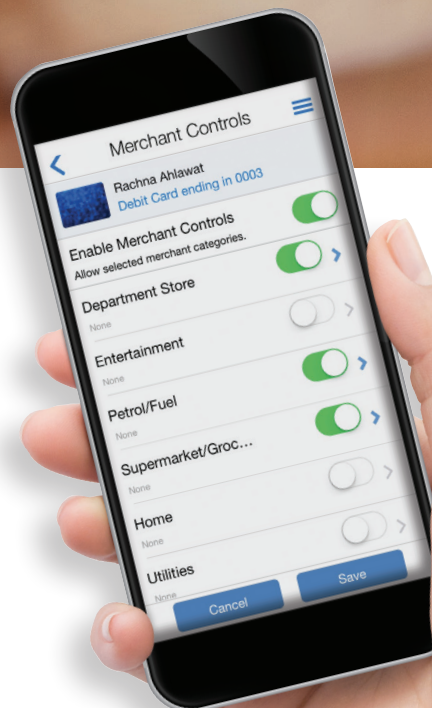 Merchant Controls
Rachna Ahlawat
Debit Card ending in 0003
Enable Merchant Controls
Allow selected merchant categories.
Department Store
None
Entertainment
None
Petrol/Fuel
None
Supermarket/Groc...
None
Home
None
Utilities
None
Cancel
Save